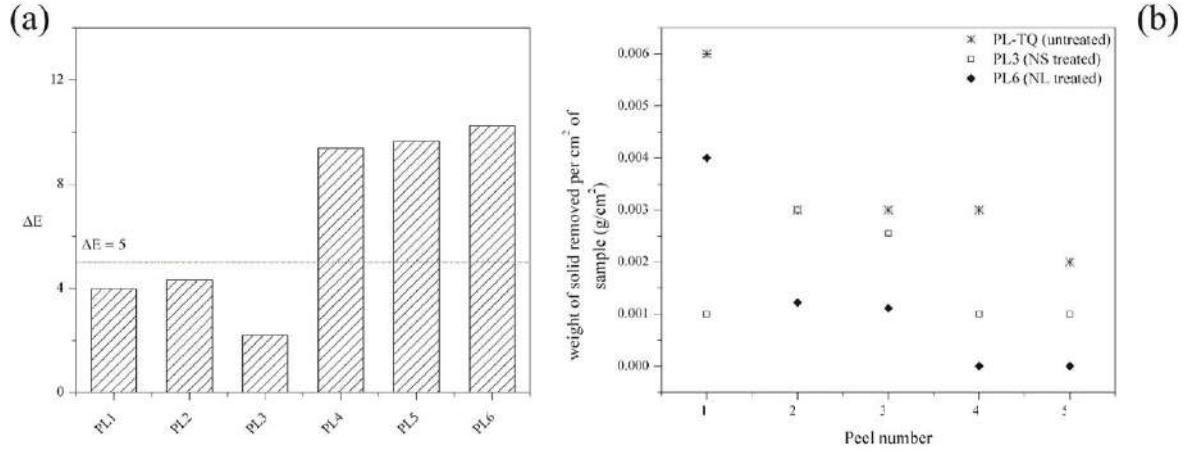 (a)
12
8
4
0
ΔE
ΔE = 5
PL1
PL2
PL3
PL4
PL5
PL6
(b)
PL-TQ (untreated)
PL3 (NS treated)
PL6 (NL treated)
weight of solid removed per cm² of
sample (g/cm²)
0.006
0.005
0.004
0.003
0.002
0.001
0.000
1
2
3
4
5
Peel number